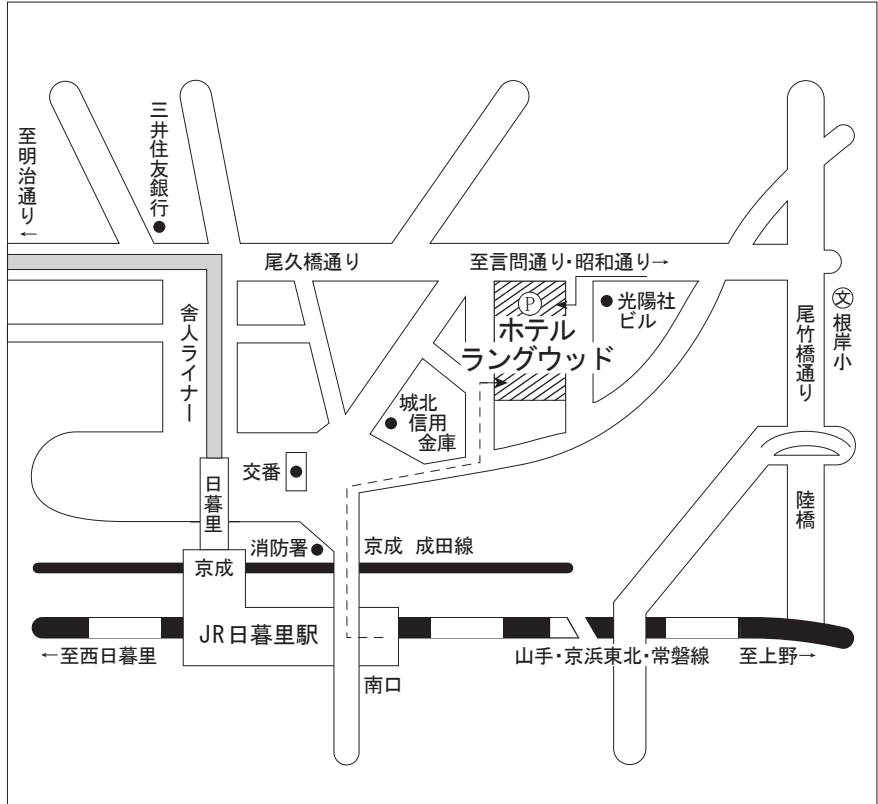 至明治通り
←
三井住友銀行
尾久橋通り
至言問通り・昭和通り→
舎人ライナー
P
ホテル
ラングウッド
光陽社
ビル
尾竹橋通り
文
根岸小
城北
信用
金庫
交番
日暮里
陸橋
消防署
京成 成田線
京成
JR日暮里駅
←至西日暮里
山手・京浜東北・常磐線
至上野→
南口